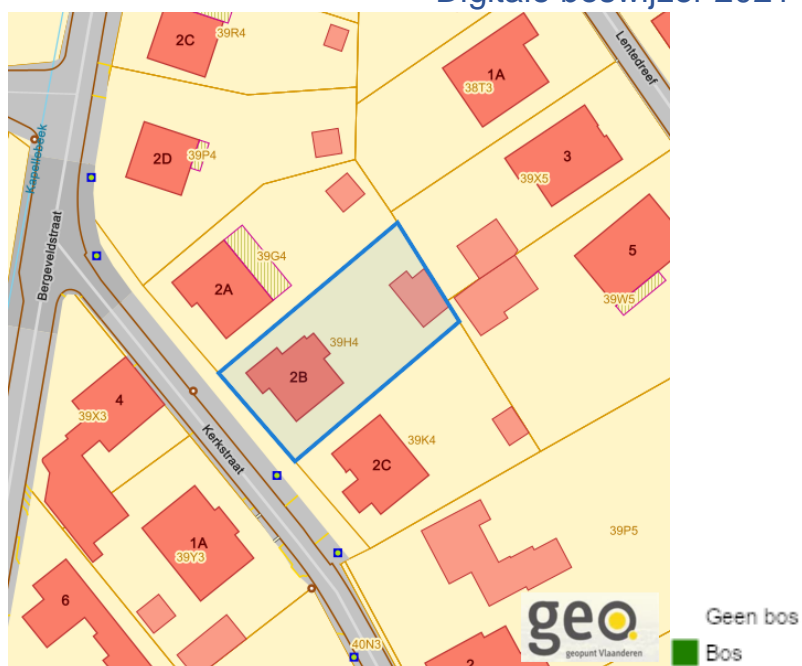 Digitale boswijzer 2021
2C
39R4
Lentedreef
1A
38T3
Kapellebeek
2D
39P4
3
39X5
Bergeveldstraat
39G4
5
2A
39W5
39H4
2B
4
39X3
Kerkstraat
39K4
2C
39P5
1A
39Y3
6
geo
geopunt Vlaanderen
Geen bos
Bos
40N3
2